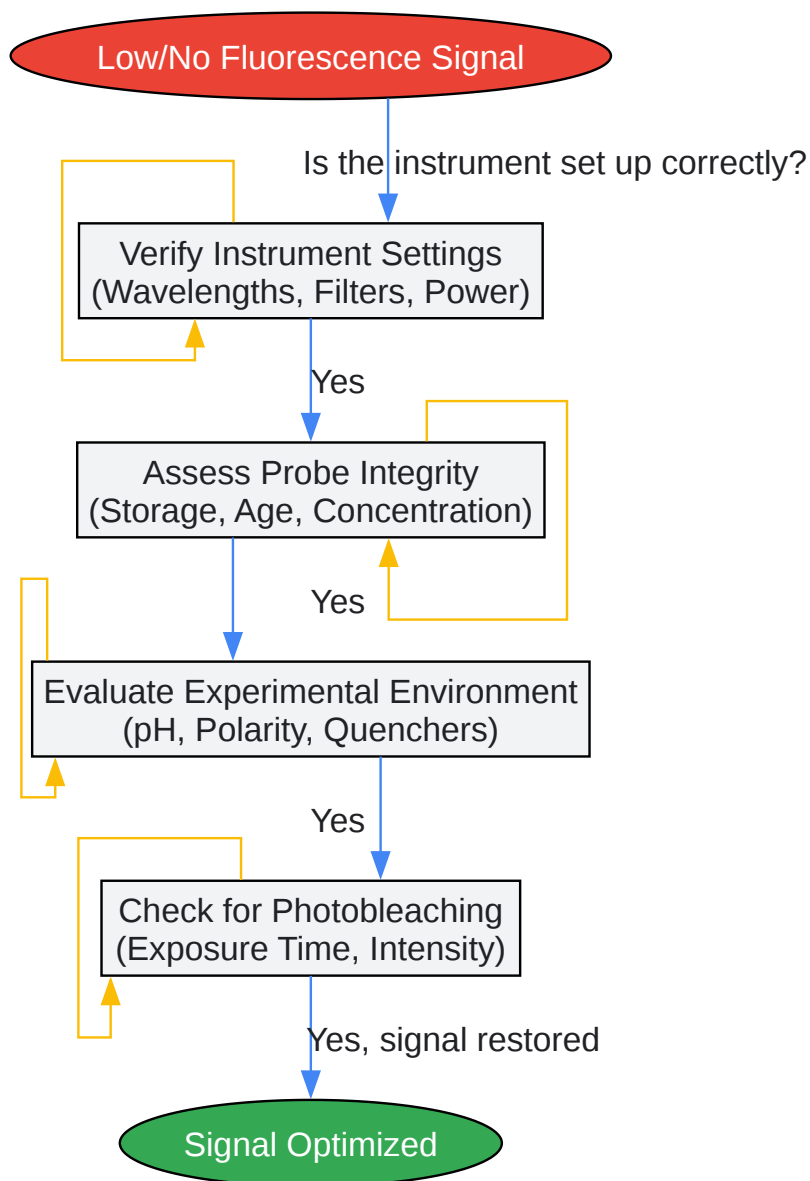 Low/No Fluorescence Signal
Is the instrument set up correctly?
Verify Instrument Settings
(Wavelengths, Filters, Power)
Yes
Assess Probe Integrity
(Storage, Age, Concentration)
Yes
Evaluate Experimental Environment
(pH, Polarity, Quenchers)
Yes
Check for Photobleaching
(Exposure Time, Intensity)
Yes, signal restored
Signal Optimized